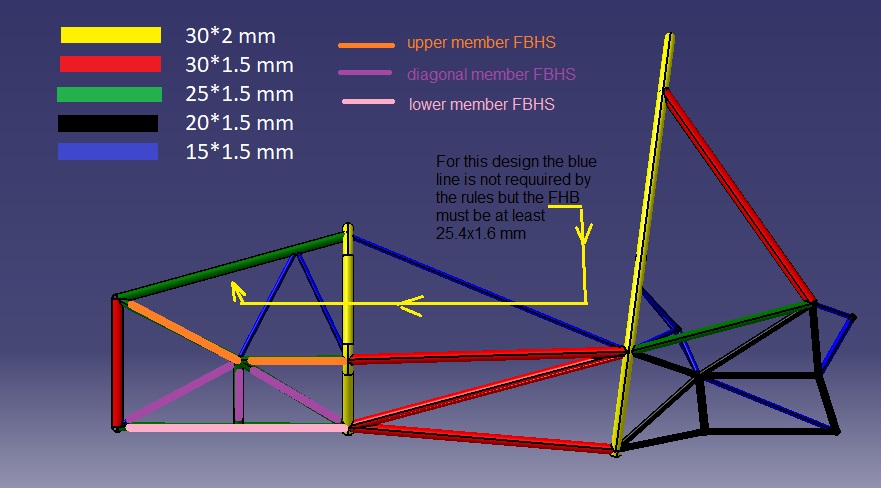 30*2 mm
30*1.5 mm
25*1.5 mm
20*1.5 mm
15*1.5 mm
upper member FBHS
diagonal member FBHS
lower member FBHS
For this design the blue
line is not requuired by
the rules but the FHB
must be at least
25.4x1.6 mm